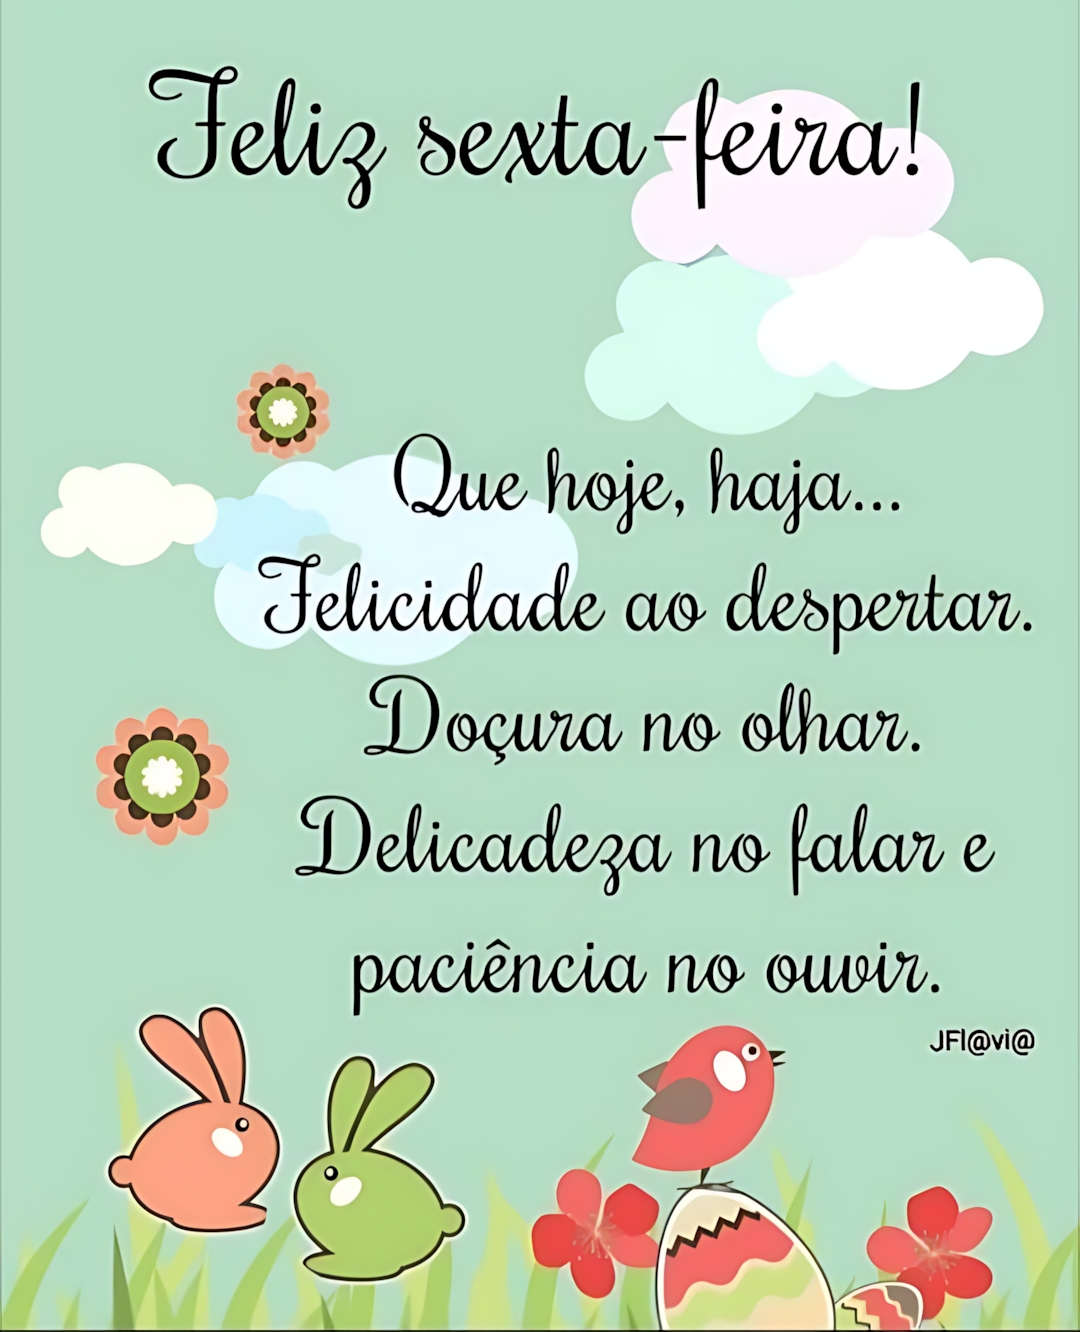 Feliz sexta-feira!
Que hoje, haja...
Felicidade ao despertar.
Doçura no olhar.
Delicadeza no falar e
paciência no ouvir.
JFl@vi@